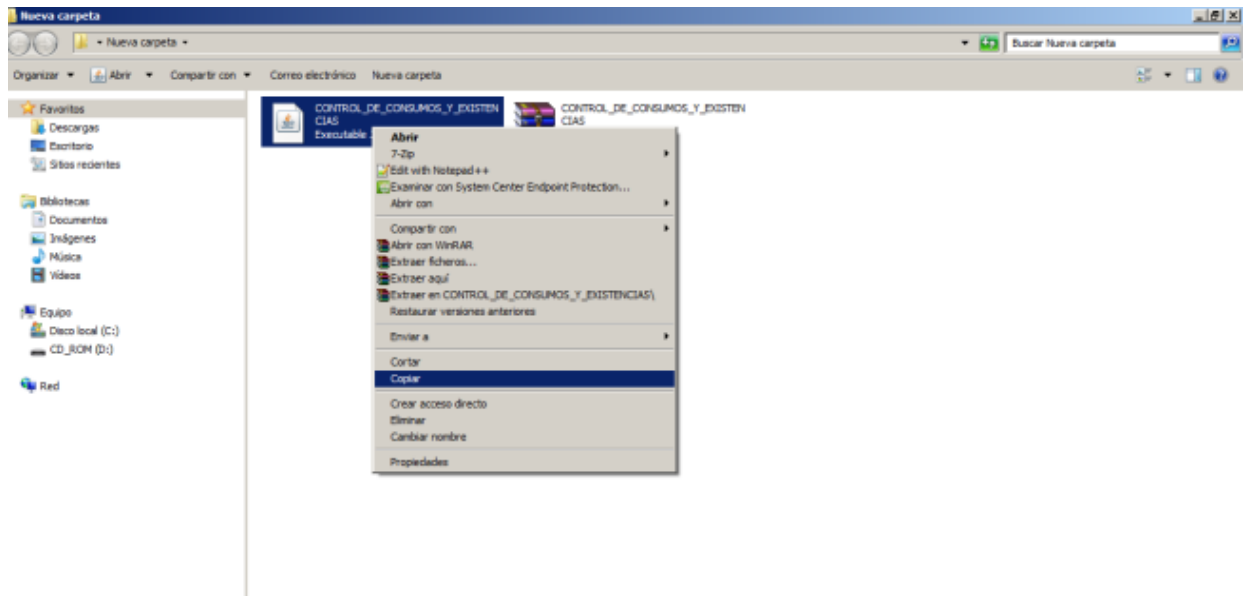 Nueva carpeta
Nueva carpeta
Buscar Nueva carpeta
Organizar
Abrir
Compartir con
Correo electrónico
Nueva carpeta
Favoritos
Descargas
Escritorio
Sitios recientes
Bibliotecas
Documentos
Imágenes
Música
Vídeos
Equipo
Disco local (C:)
CD_ROM (D:)
Red
CONTROL_DE_CONSUMOS_Y_EXISTEN
CIAS
Executable
CONTROL_DE_CONSUMOS_Y_EXISTEN
CIAS
Abrir
7-Zip
Edit with Notepad++
Examinar con System Center Endpoint Protection...
Abrir con
Compartir con
Abrir con WinRAR
Extraer ficheros...
Extraer aquí
Extraer en CONTROL_DE_CONSUMOS_Y_EXISTENCIAS\
Restaurar versiones anteriores
Enviar a
Cortar
Copiar
Crear acceso directo
Eliminar
Cambiar nombre
Propiedades